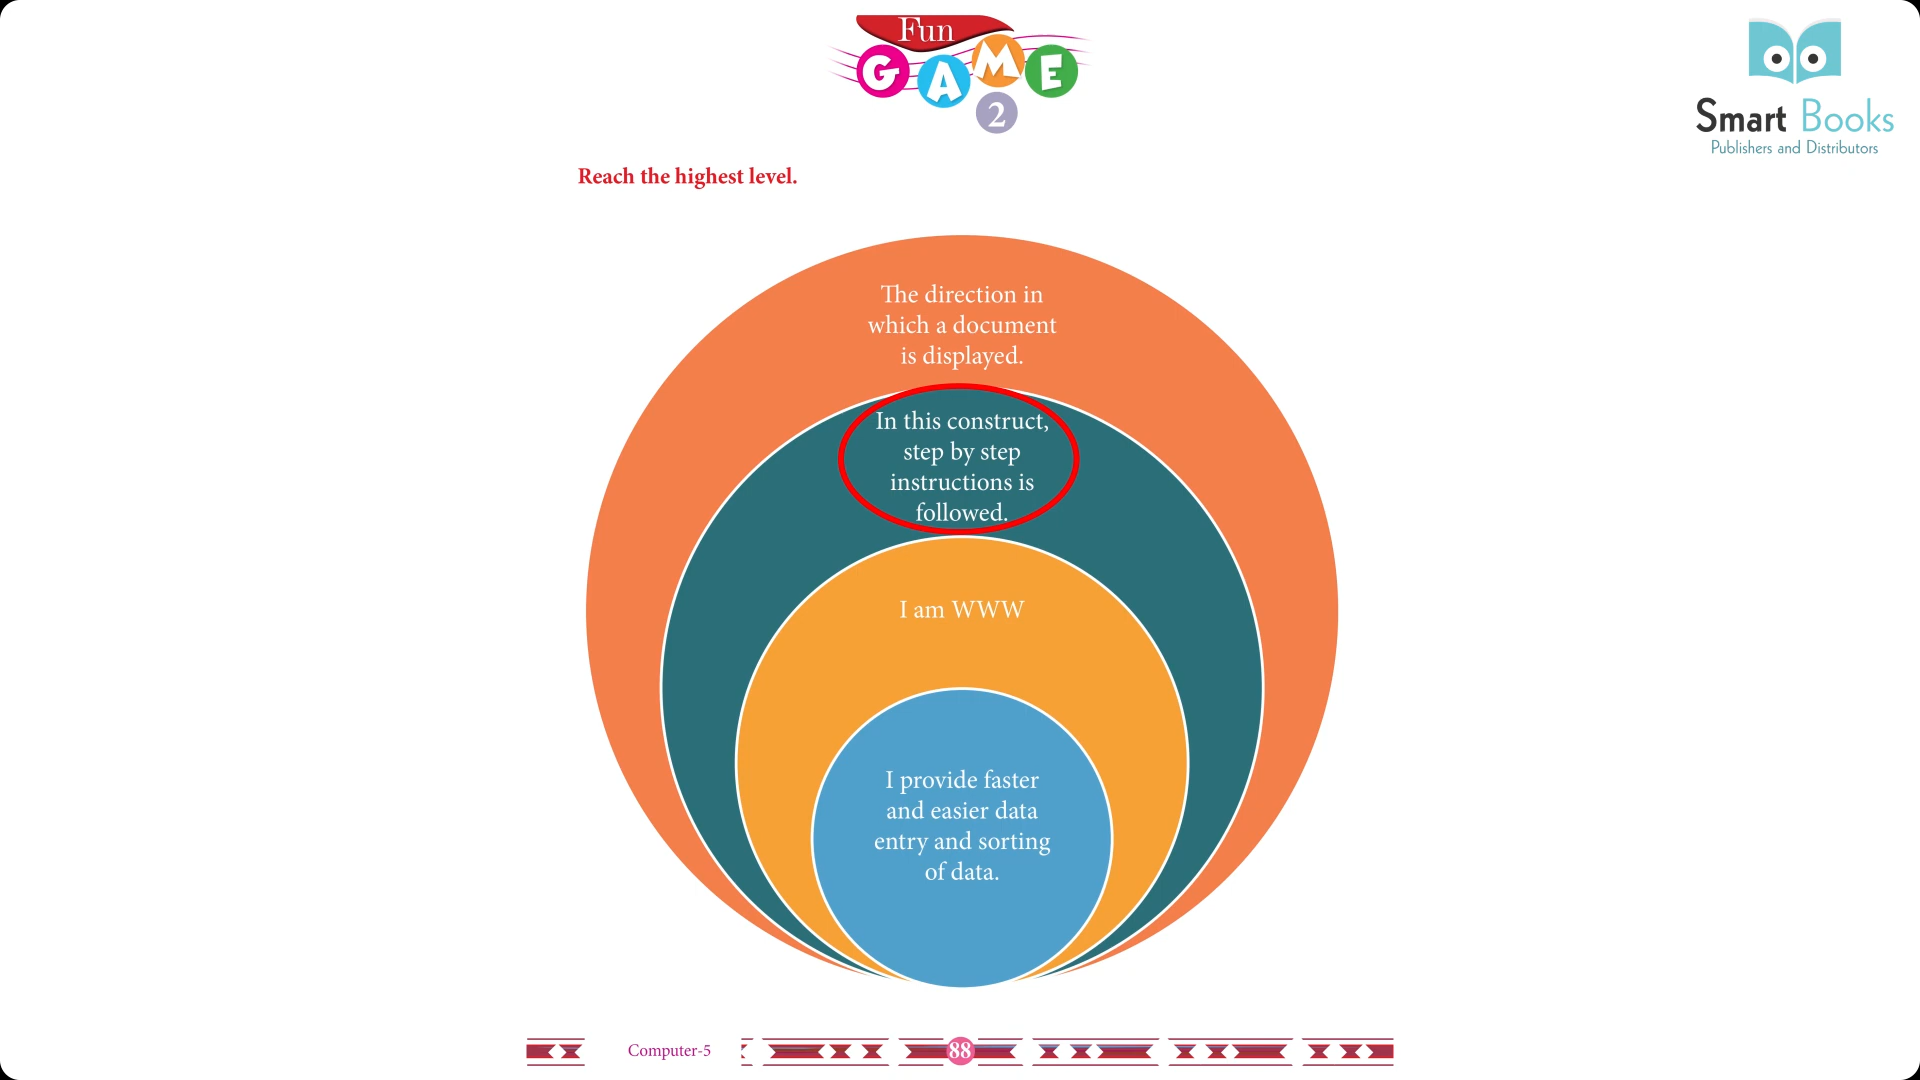 Fun
GAME
2
Smart Books
Publishers and Distributors
Reach the highest level.
The direction in
which a document
is displayed.
In this construct,
step by step
instructions is
followed.
I am WWW
I provide faster
and easier data
entry and sorting
of data.
Computer-5
88